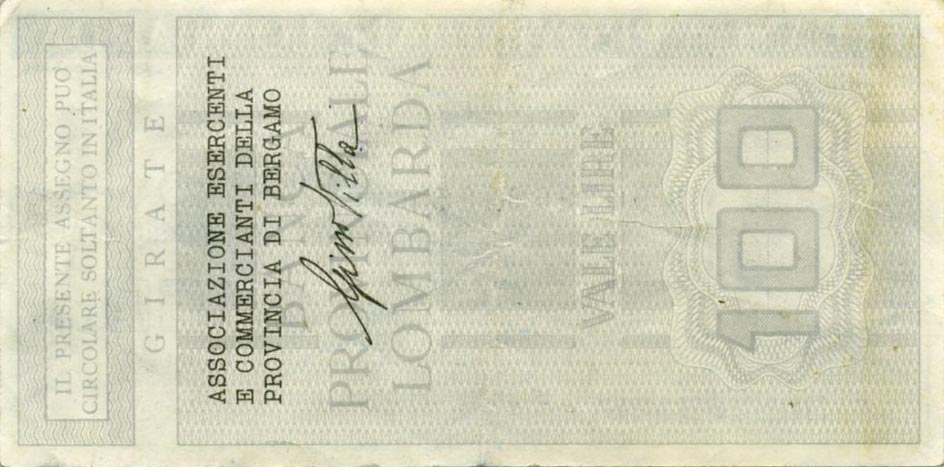 IL PRESENTE ASSEGNO PUÒ
CIRCOLARE SOLTANTO IN ITALIA
GIRATE
ASSOCIAZIONE ESERCENTI
E COMMERCIANTI DELLA
PROVINCIA DI BERGAMO
BANCA
PROVINCIALE
LOMBARDA
VALE LIRE
100